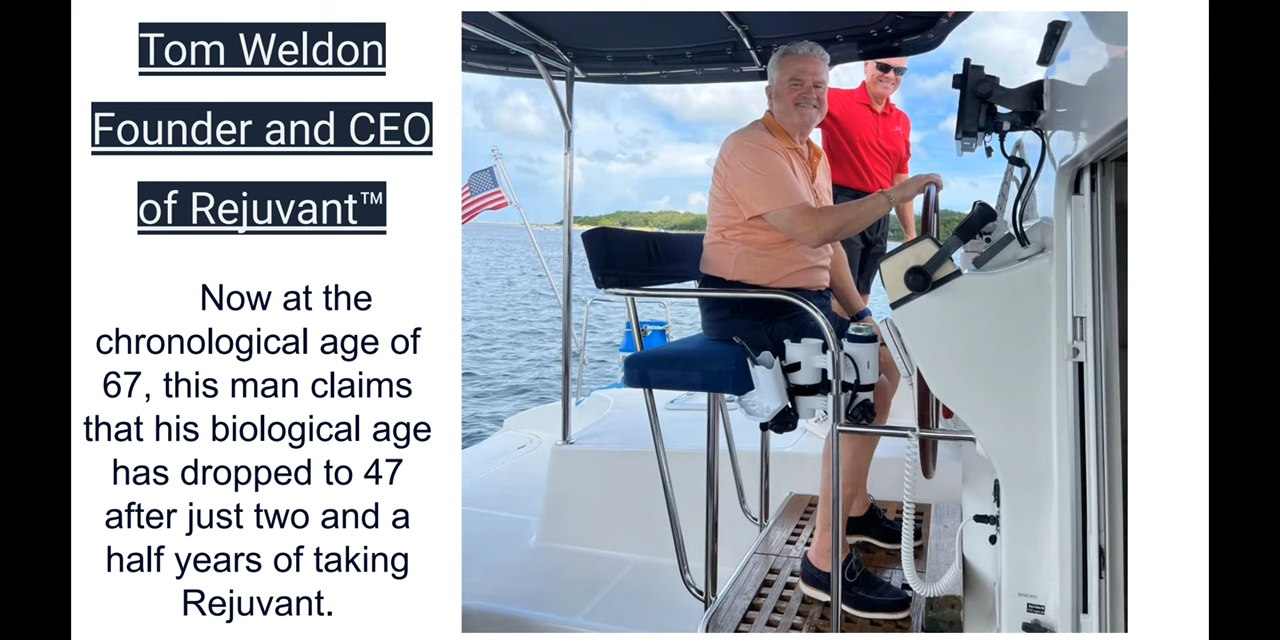 Tom Weldon
Founder and CEO
of Rejuvant™
Now at the
chronological age of
67, this man claims
that his biological age
has dropped to 47
after just two and a
half years of taking
Rejuvant.